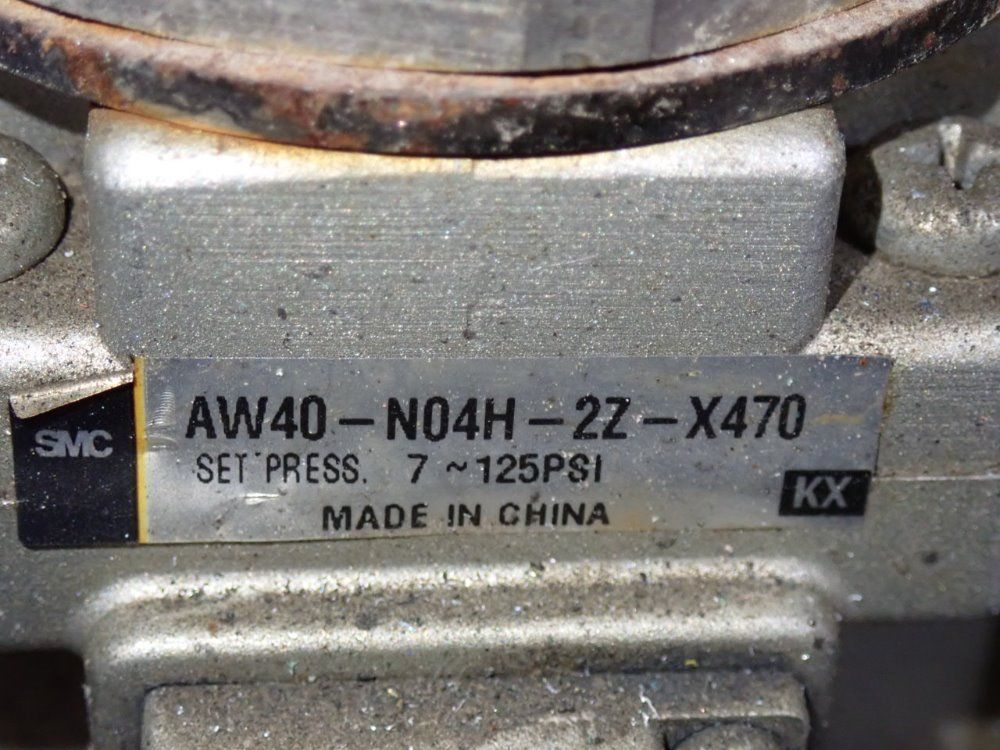 SMC
AW40-N04H-2Z-X470
SET PRESS. 7~125PSI
KX
MADE IN CHINA